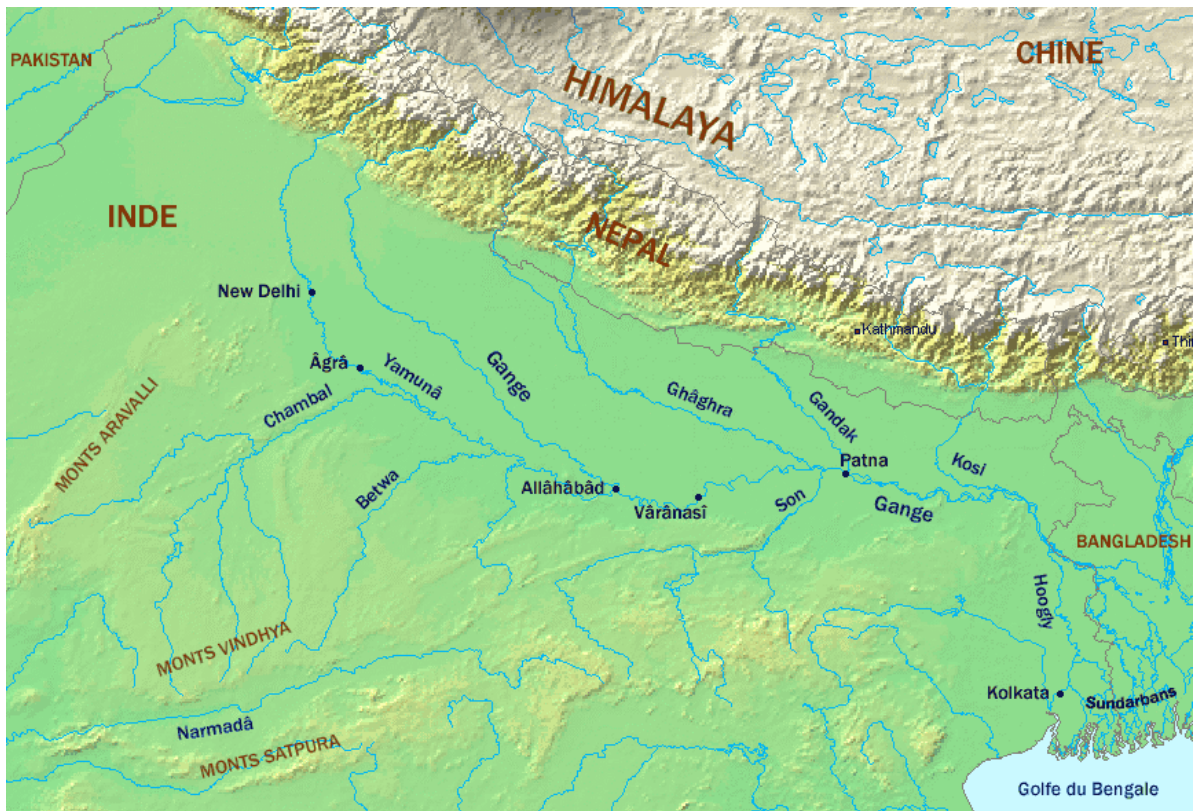 PAKISTAN
CHINE
HIMALAYA
INDE
NEPAL
New Delhi
Kathmandu
Âgrâ
Yamunâ
Gange
Chambal
Ghâghra
Gandak
MONTS ARAVALLI
Betwa
Allâhâbâd
Vârânasî
Son
Patna
Gange
Kosi
BANGLADESH
Hoogly
MONTS VINDHYA
Kolkata
Sundarbans
Narmadâ
MONTS SATPURA
Golfe du Bengale